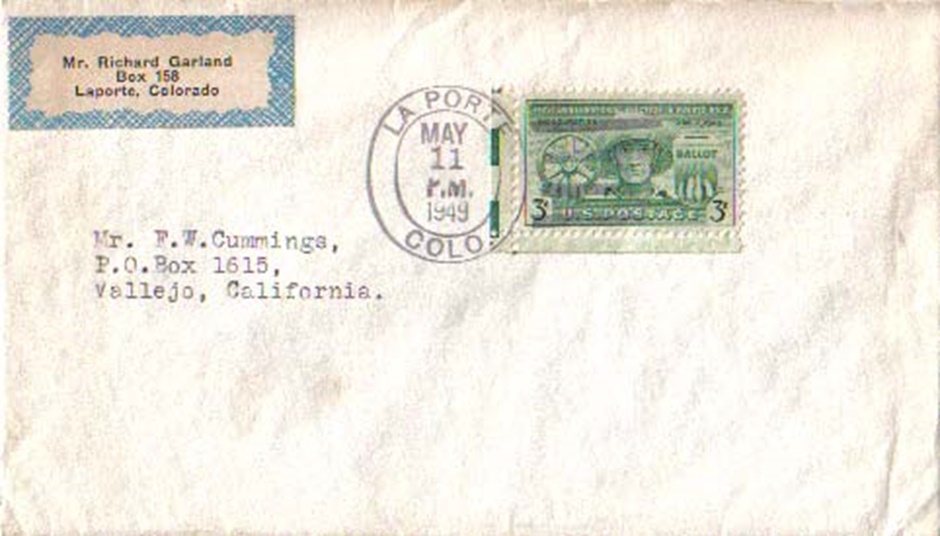 Mr. Richard Garland
Box 158
Laporte, Colorado
LA PORTE
MAY
11
P.M.
1949
COLO.
BALLOT
3¢ U.S. POSTAGE 3¢
Mr. F.W.Cummings,
P.O.Box 1615,
Vallejo, California.